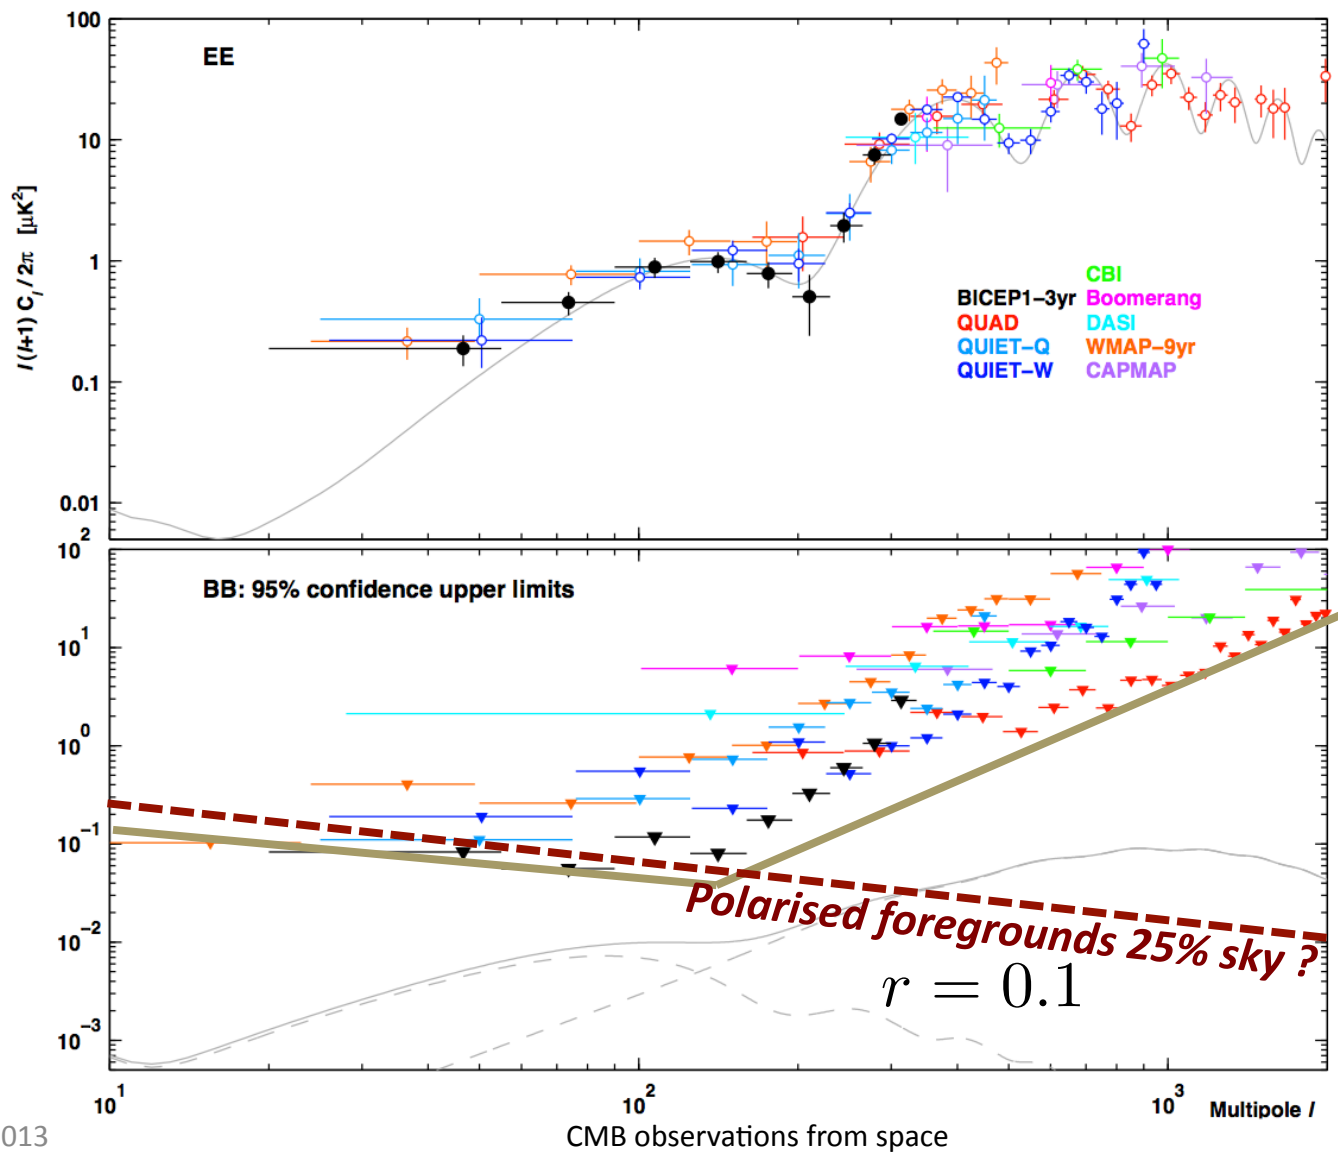 100
EE
10
1
0.1
0.01
l (l+1) C_l / 2π [μK²]
CBI
BICEP1−3yr Boomerang
QUAD DASI
QUIET−Q WMAP−9yr
QUIET−W CAPMAP
10²
BB: 95% confidence upper limits
10¹
10⁰
10⁻¹
10⁻²
10⁻³
Polarised foregrounds 25% sky ?
r = 0.1
10¹ 10² 10³ Multipole l
013 CMB observations from space